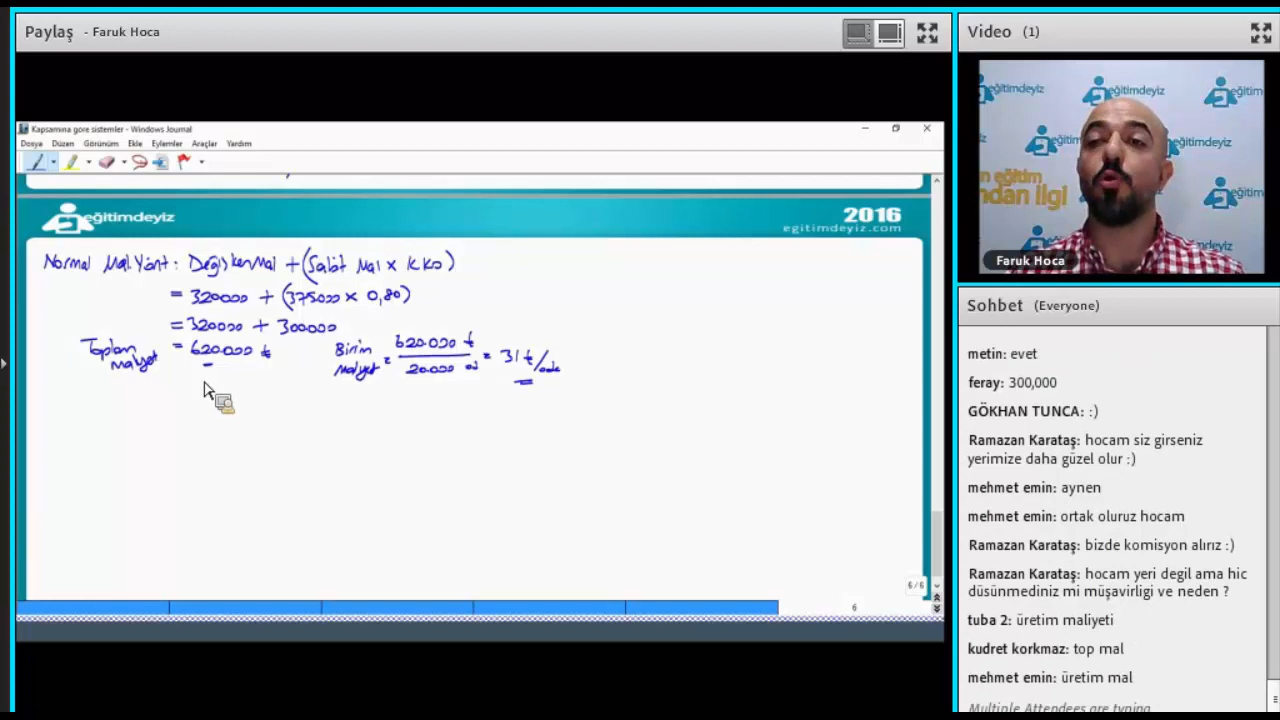 Paylaş - Faruk Hoca
Kapsamına göre sistemler - Windows Journal
Dosya Düzen Görünüm Ekle Eylemler Araçlar Yardım
eğitimdeyiz
2016
egitimdeyiz.com
Normal Mal Yönt: Değişken Mal + (Sabit Mal x KKO)
= 320000 + (375000 x 0,80)
= 320000 + 300000
Toplam Maliyet = 620.000 ₺
Birim Maliyet = 620.000 ₺ / 20.000 ad = 31 ₺/ade
6/6
6
Video (1)
eğitimdeyiz
Faruk Hoca
Sohbet (Everyone)
metin: evet
feray: 300,000
GÖKHAN TUNCA: :)
Ramazan Karataş: hocam siz girseniz
yerimize daha güzel olur :)
mehmet emin: aynen
mehmet emin: ortak oluruz hocam
Ramazan Karataş: bizde komisyon alırız :)
Ramazan Karataş: hocam yeri degil ama hic
düsünmediniz mi müşavirligi ve neden ?
tuba 2: üretim maliyeti
kudret korkmaz: top mal
mehmet emin: üretim mal
Multiple Attendees are typing